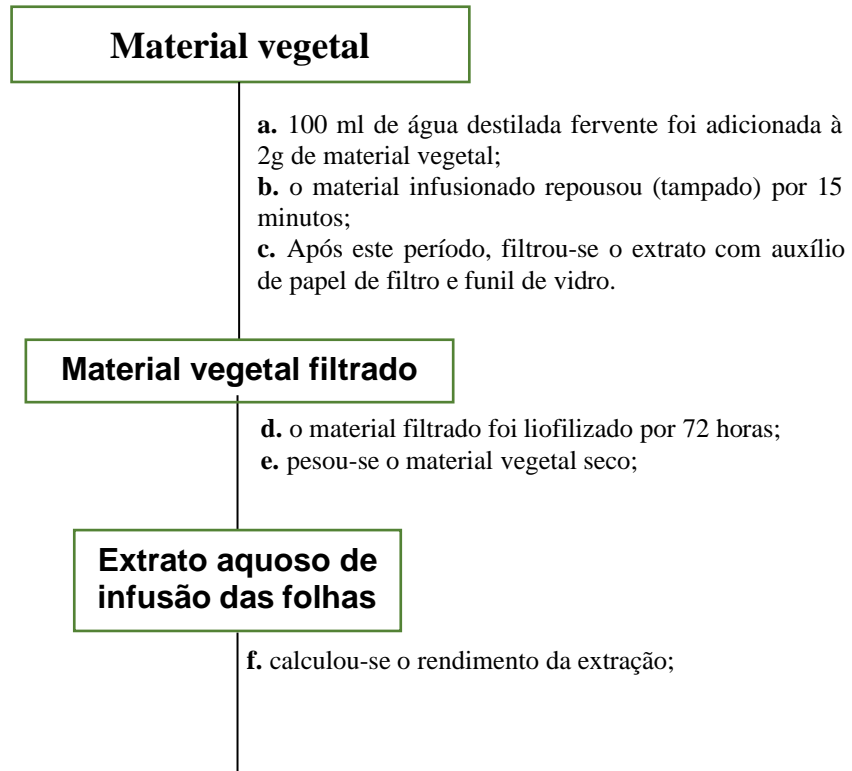 Material vegetal
a. 100 ml de água destilada fervente foi adicionada à
2g de material vegetal;
b. o material infusionado repousou (tampado) por 15
minutos;
c. Após este período, filtrou-se o extrato com auxílio
de papel de filtro e funil de vidro.
Material vegetal filtrado
d. o material filtrado foi liofilizado por 72 horas;
e. pesou-se o material vegetal seco;
Extrato aquoso de
infusão das folhas
f. calculou-se o rendimento da extração;